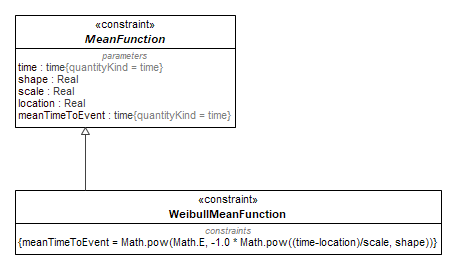 «constraint»
MeanFunction
parameters
time : time{quantityKind = time}
shape : Real
scale : Real
location : Real
meanTimeToEvent : time{quantityKind = time}
«constraint»
WeibullMeanFunction
constraints
{meanTimeToEvent = Math.pow(Math.E, -1.0 * Math.pow((time-location)/scale, shape))}